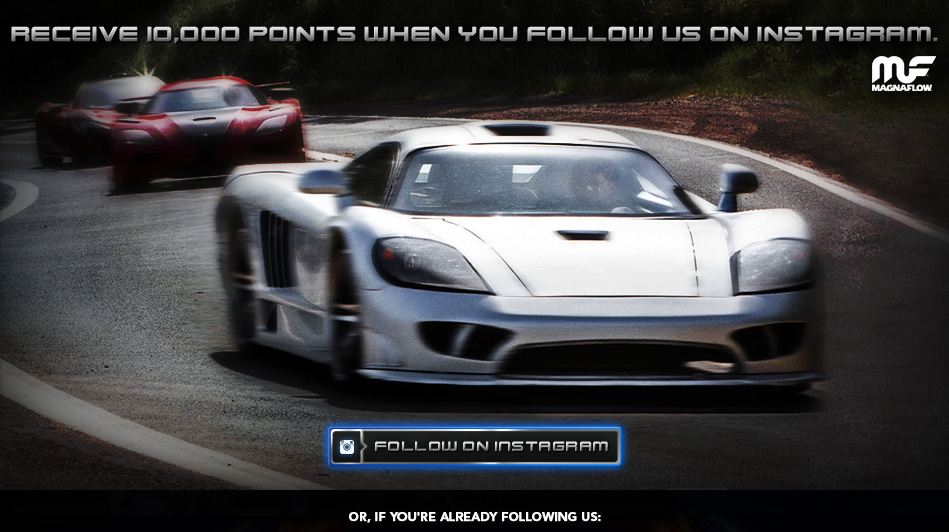 RECEIVE 10,000 POINTS WHEN YOU FOLLOW US ON INSTAGRAM.
MF
MAGNAFLOW
FOLLOW ON INSTAGRAM
OR, IF YOU'RE ALREADY FOLLOWING US: